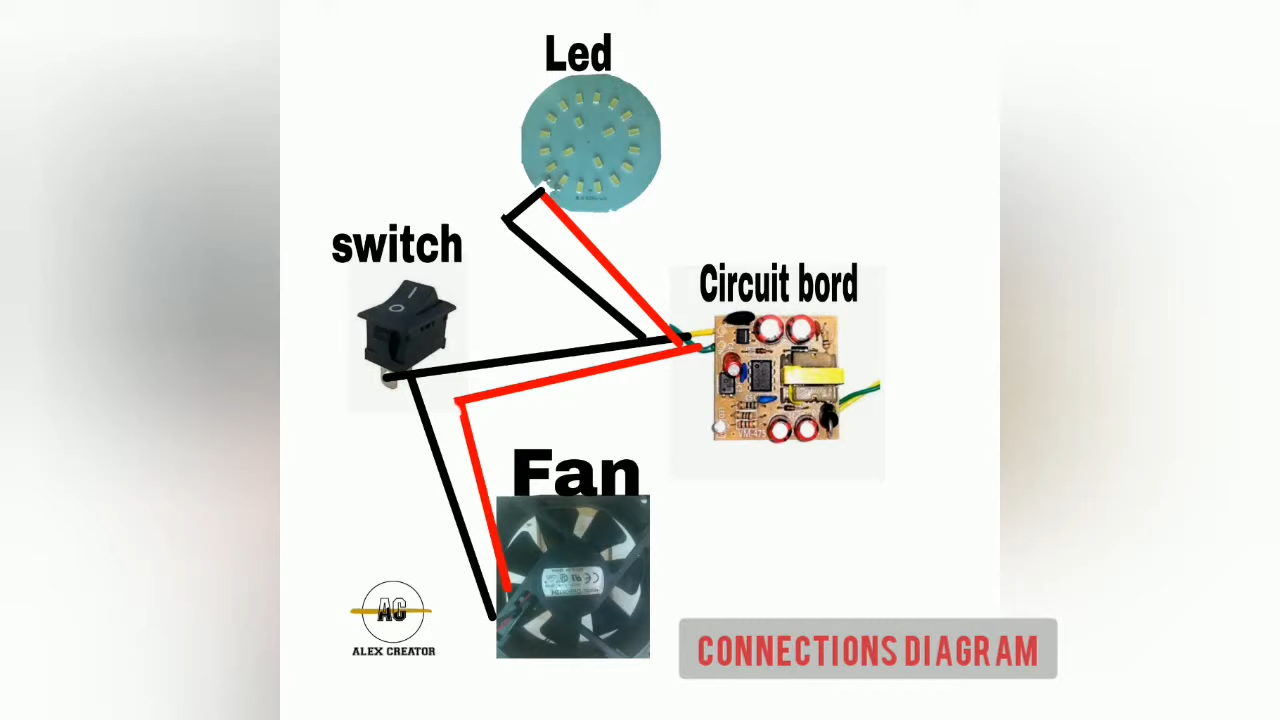 Led
switch
Circuit bord
Fan
AC
ALEX CREATOR
CONNECTIONS DIAGRAM